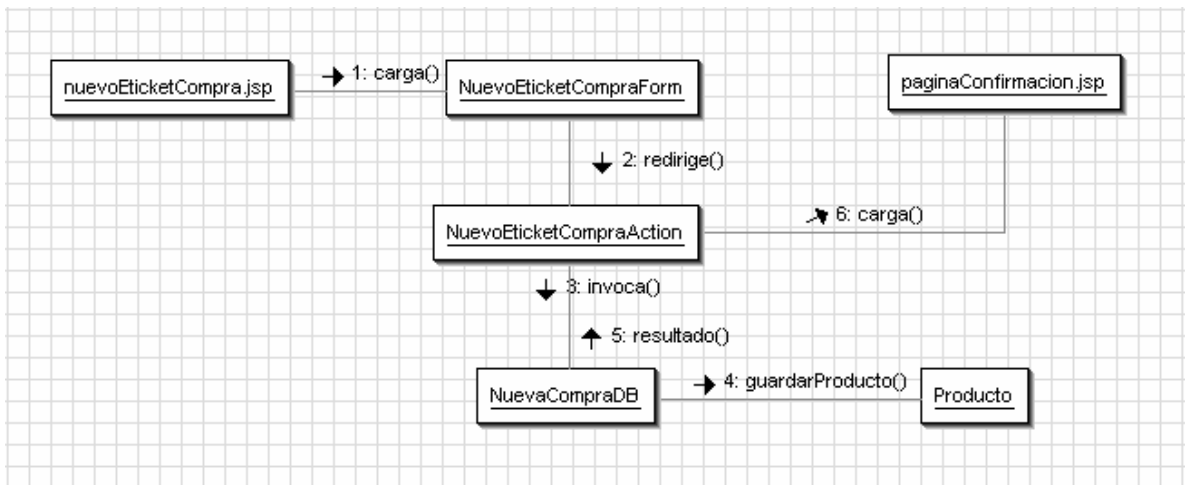 nuevoEticketCompra.jsp
1: carga()
NuevoEticketCompraForm
paginaConfirmacion.jsp
2: redirige()
NuevoEticketCompraAction
6: carga()
3: invoca()
5: resultado()
NuevaCompraDB
4: guardarProducto()
Producto